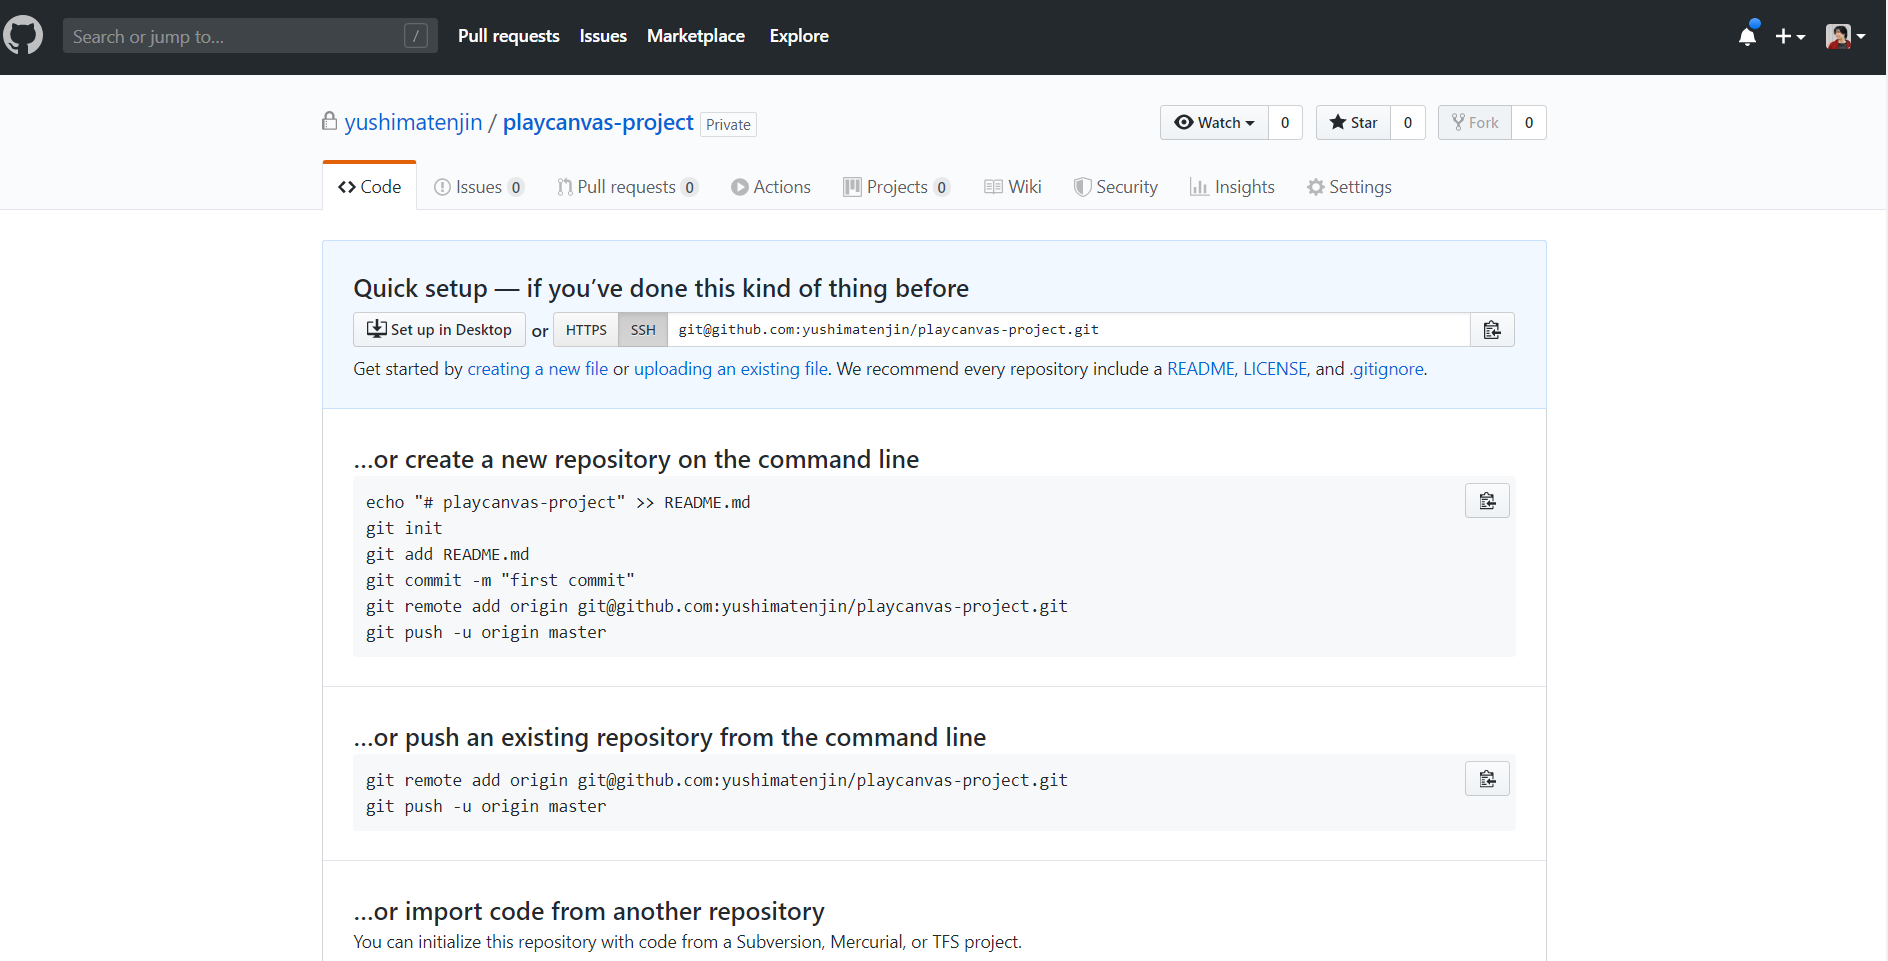 Search or jump to... /
Pull requests Issues Marketplace Explore
yushimatenjin / playcanvas-project Private
Watch 0 Star 0 Fork 0
Code Issues 0 Pull requests 0 Actions Projects 0 Wiki Security Insights Settings
Quick setup — if you’ve done this kind of thing before
Set up in Desktop or HTTPS SSH git@github.com:yushimatenjin/playcanvas-project.git
Get started by creating a new file or uploading an existing file. We recommend every repository include a README, LICENSE, and .gitignore.
…or create a new repository on the command line
echo "# playcanvas-project" >> README.md
git init
git add README.md
git commit -m "first commit"
git remote add origin git@github.com:yushimatenjin/playcanvas-project.git
git push -u origin master
…or push an existing repository from the command line
git remote add origin git@github.com:yushimatenjin/playcanvas-project.git
git push -u origin master
…or import code from another repository
You can initialize this repository with code from a Subversion, Mercurial, or TFS project.